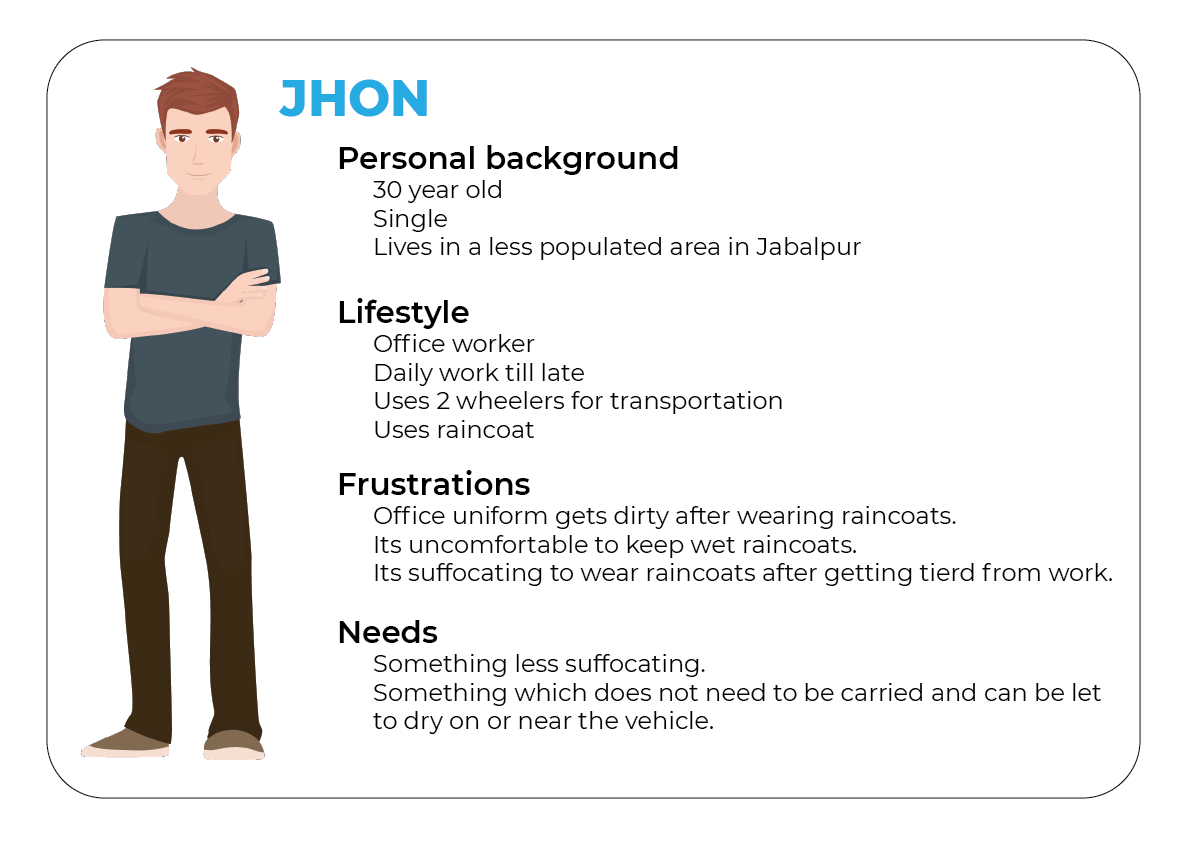 JHON
Personal background
30 year old
Single
Lives in a less populated area in Jabalpur
Lifestyle
Office worker
Daily work till late
Uses 2 wheelers for transportation
Uses raincoat
Frustrations
Office uniform gets dirty after wearing raincoats.
Its uncomfortable to keep wet raincoats.
Its suffocating to wear raincoats after getting tierd from work.
Needs
Something less suffocating.
Something which does not need to be carried and can be let
to dry on or near the vehicle.